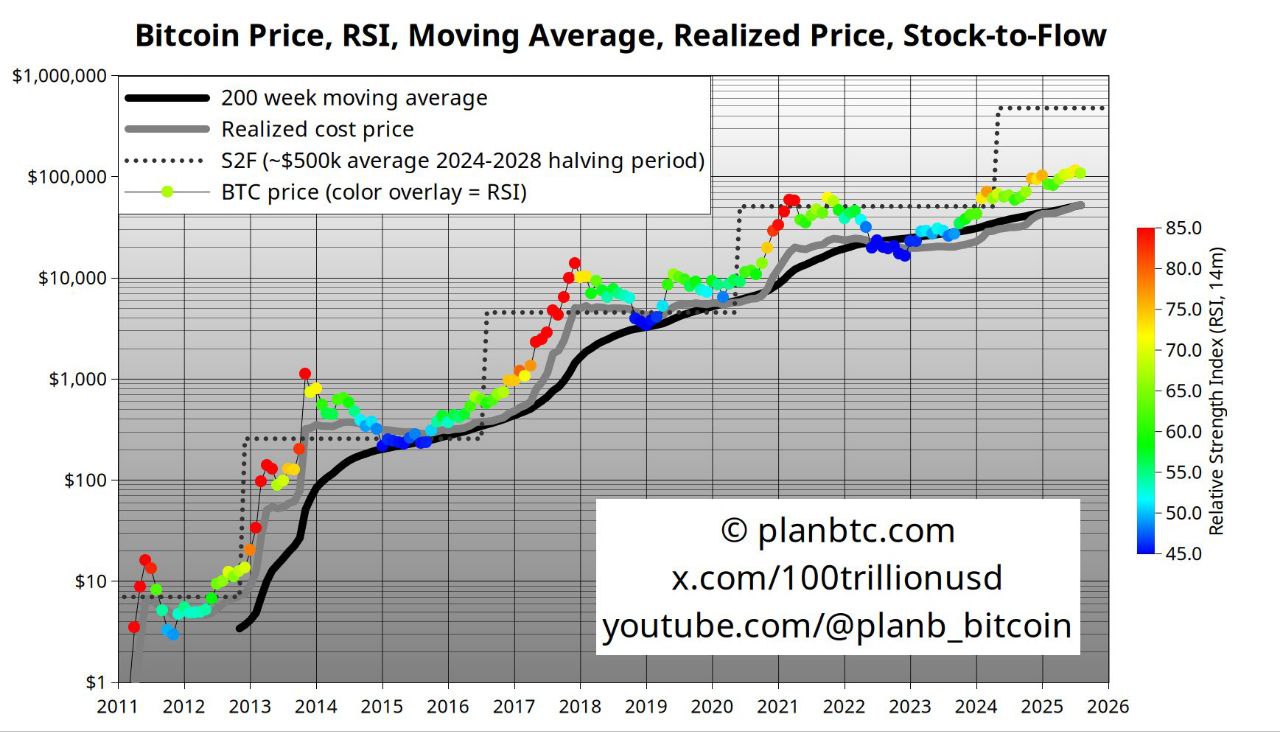 Bitcoin Price, RSI, Moving Average, Realized Price, Stock-to-Flow
$1,000,000
$100,000
$10,000
$1,000
$100
$10
$1
200 week moving average
Realized cost price
S2F (~$500k average 2024-2028 halving period)
BTC price (color overlay = RSI)
© planbtc.com
x.com/100trillionusd
youtube.com/@planb_bitcoin
2011 2012 2013 2014 2015 2016 2017 2018 2019 2020 2021 2022 2023 2024 2025 2026
85.0
80.0
75.0
70.0
65.0
60.0
55.0
50.0
45.0
Relative Strength Index (RSI, 14m)